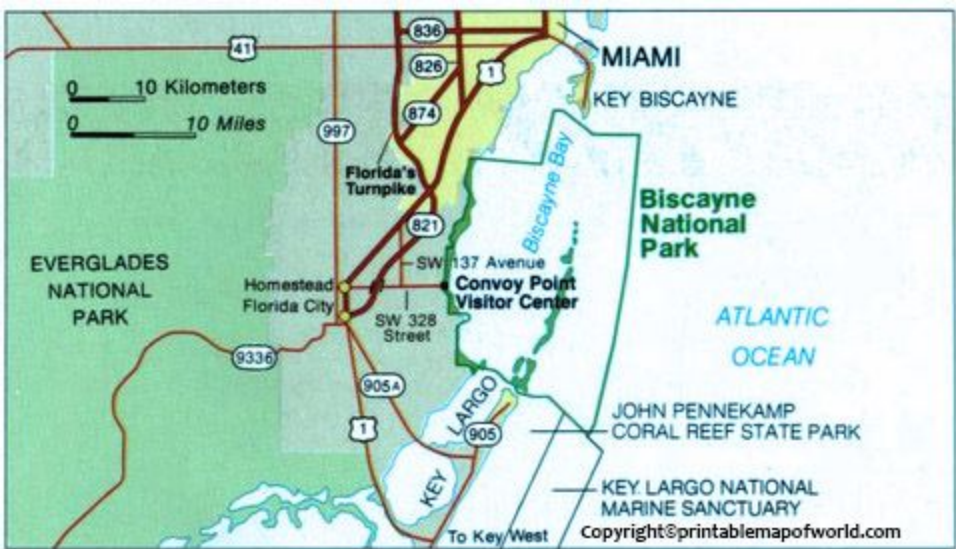 836
41
MIAMI
826
1
0 10 Kilometers
KEY BISCAYNE
874
0 10 Miles
997
Biscayne Bay
Florida's
Turnpike
Biscayne
National
Park
821
EVERGLADES
NATIONAL
PARK
SW 137 Avenue
Homestead
Convoy Point
Visitor Center
Florida City
SW 328
Street
ATLANTIC
OCEAN
9336
905A
LARGO
JOHN PENNEKAMP
CORAL REEF STATE PARK
1
905
KEY
KEY LARGO NATIONAL
MARINE SANCTUARY
To Key West
Copyright©printablemapofworld.com